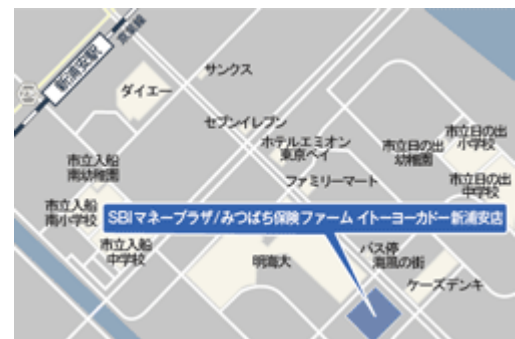 新浦安駅
京葉線
サンクス
ダイエー
セブンイレブン
ホテルエミオン
東京ベイ
市立日の出
小学校
市立日の出
幼稚園
市立入船
南幼稚園
ファミリーマート
市立日の出
中学校
市立入船
南小学校
SBIマネープラザ/みつばち保険ファーム イトーヨーカドー新浦安店
市立入船
中学校
明海大
バス停
海風の街
ケーズデンキ